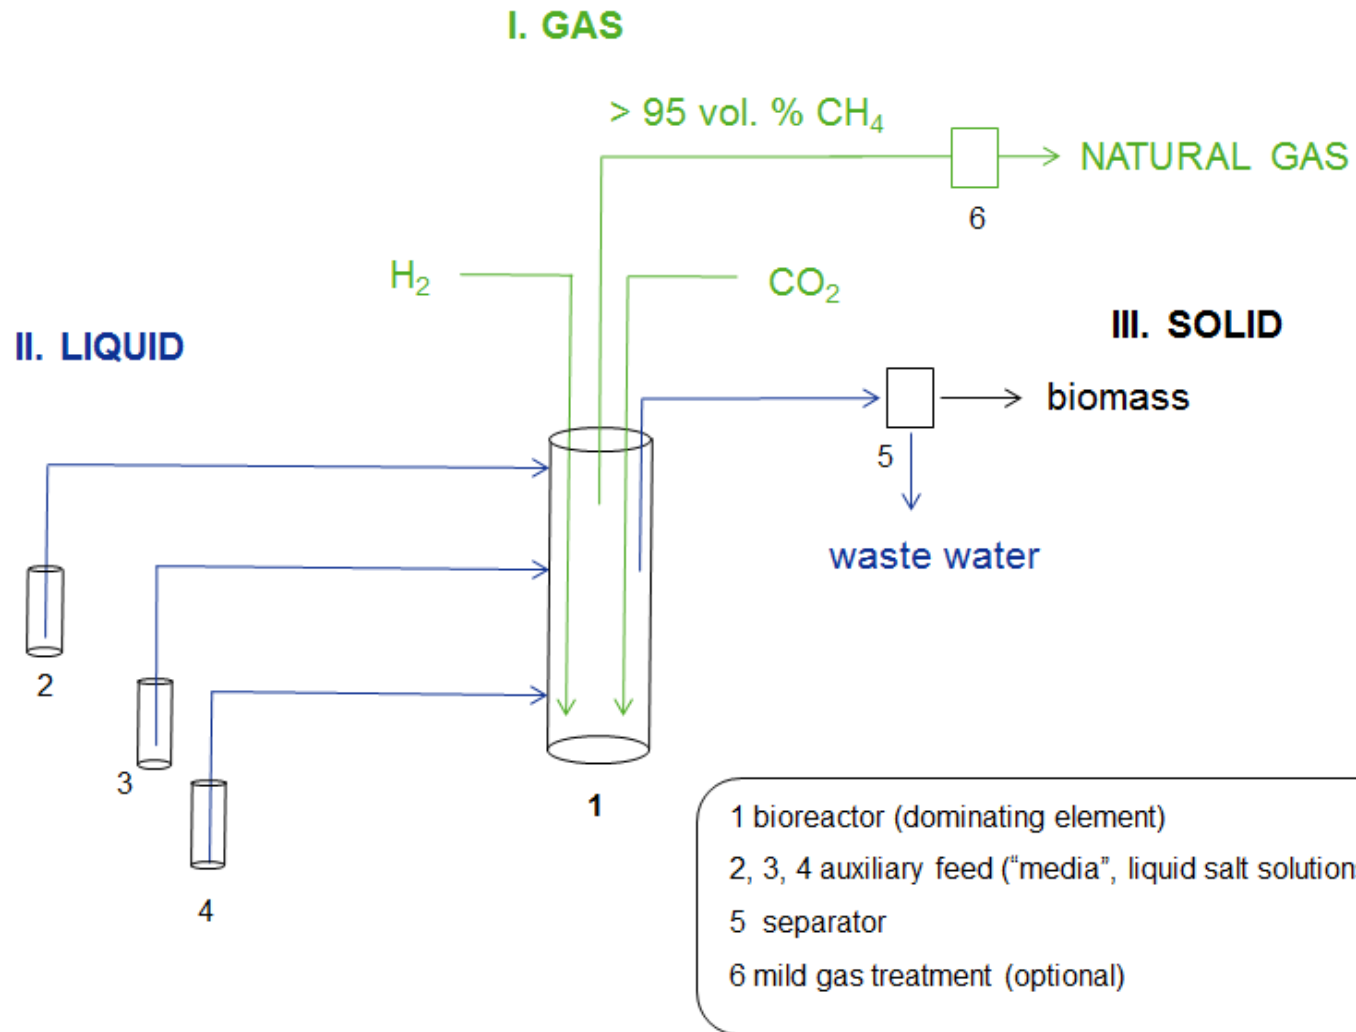 I. GAS
> 95 vol. % CH₄
NATURAL GAS
6
H₂
CO₂
III. SOLID
II. LIQUID
biomass
5
waste water
2
3
1
4
1 bioreactor (dominating element)
2, 3, 4 auxiliary feed (“media”, liquid salt solution
5 separator
6 mild gas treatment (optional)